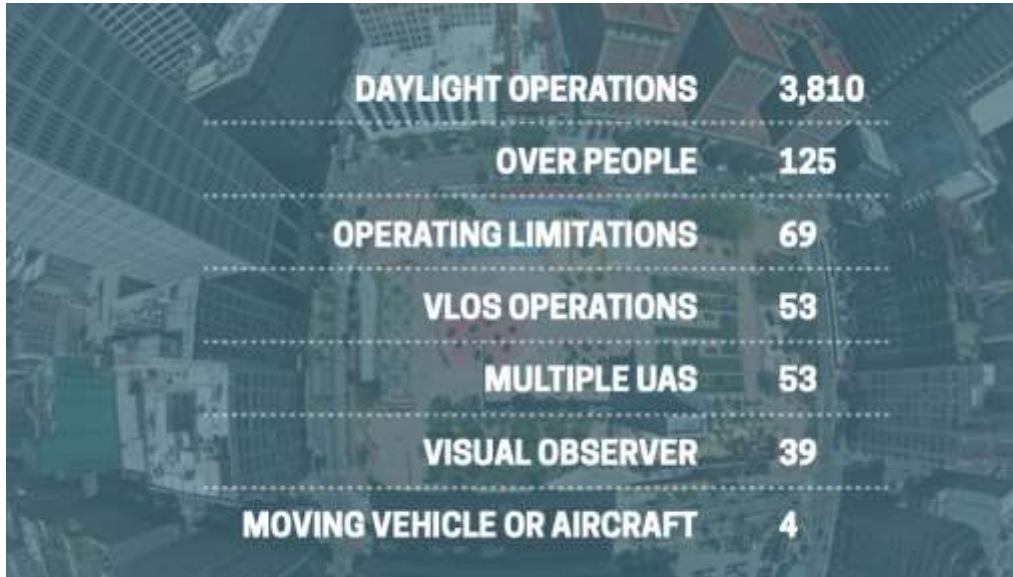 DAYLIGHT OPERATIONS 3,810
OVER PEOPLE 125
OPERATING LIMITATIONS 69
VLOS OPERATIONS 53
MULTIPLE UAS 53
VISUAL OBSERVER 39
MOVING VEHICLE OR AIRCRAFT 4